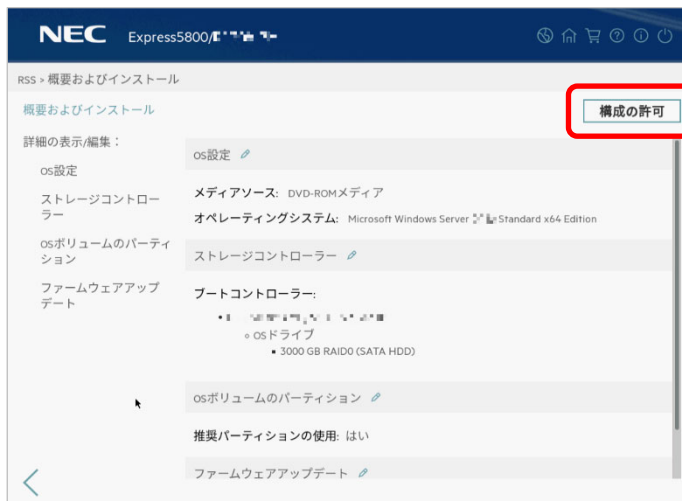 NEC Express5800/
RSS > 概要およびインストール
概要およびインストール
構成の許可
詳細の表示/編集：
OS設定
ストレージコントロー
ラー
OSボリュームのパーティ
ション
ファームウェアアップ
デート
OS設定
メディアソース: DVD-ROMメディア
オペレーティングシステム: Microsoft Windows Server Standard x64 Edition
ストレージコントローラー
ブートコントローラー:
OSドライブ
3000 GB RAID0 (SATA HDD)
OSボリュームのパーティション
推奨パーティションの使用: はい
ファームウェアアップデート